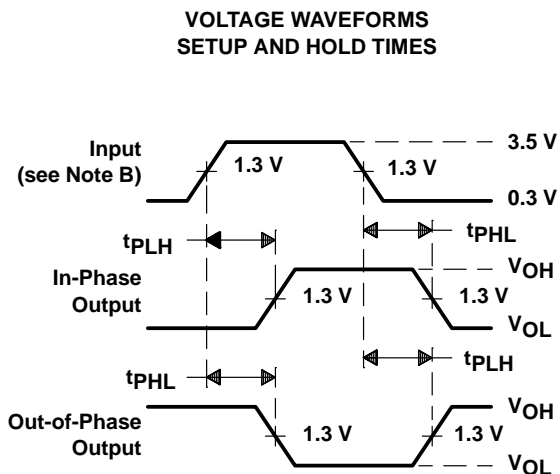 VOLTAGE WAVEFORMS
SETUP AND HOLD TIMES
3.5 V
Input
(see Note B)
1.3 V
1.3 V
0.3 V
tPLH
tPHL
In-Phase
Output
VOH
1.3 V
1.3 V
VOL
tPHL
tPLH
Out-of-Phase
Output
VOH
1.3 V
1.3 V
VOL